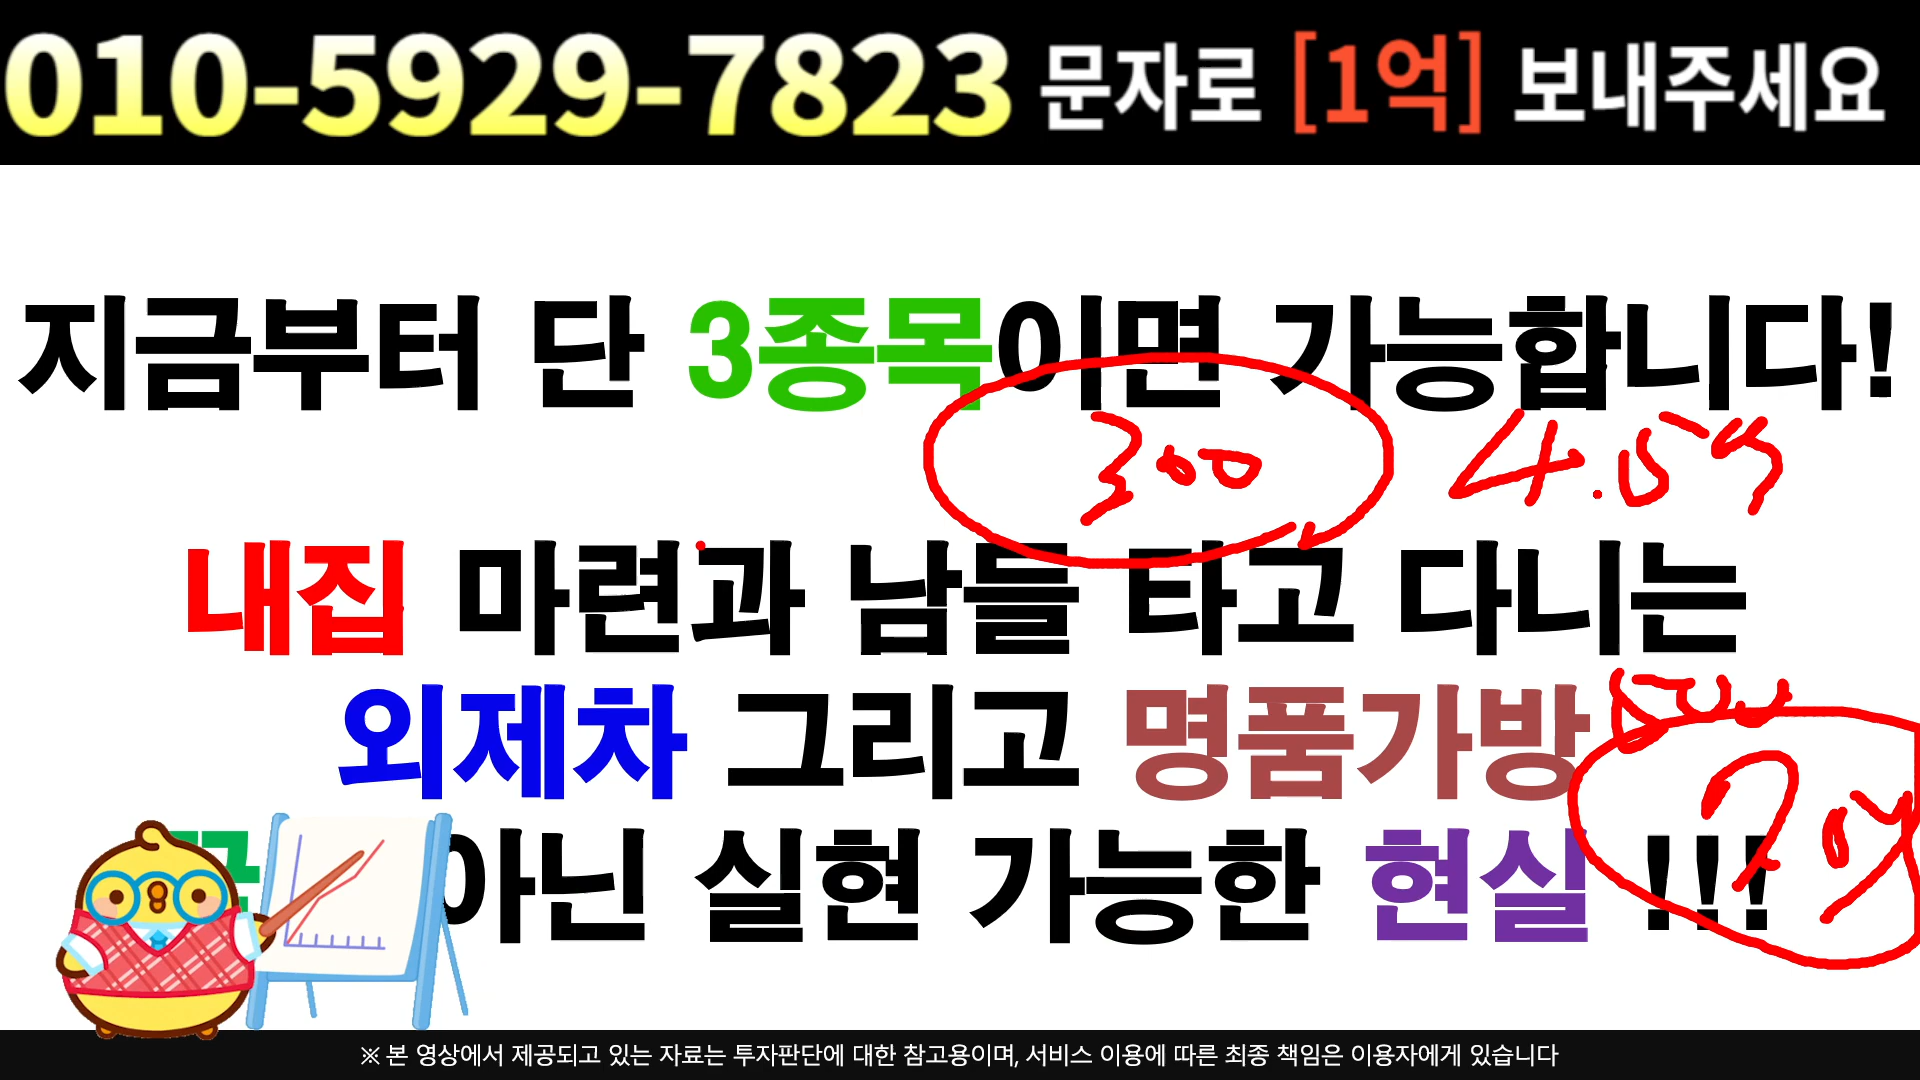 010-5929-7823 문자로 [1억] 보내주세요
지금부터 단 3종목이면 가능합니다!
300
4.5억
내집 마련과 남들 타고 다니는
외제차 그리고 명품가방
500
아닌 실현 가능한 현실 !!!
※ 본 영상에서 제공되고 있는 자료는 투자판단에 대한 참고용이며, 서비스 이용에 따른 최종 책임은 이용자에게 있습니다